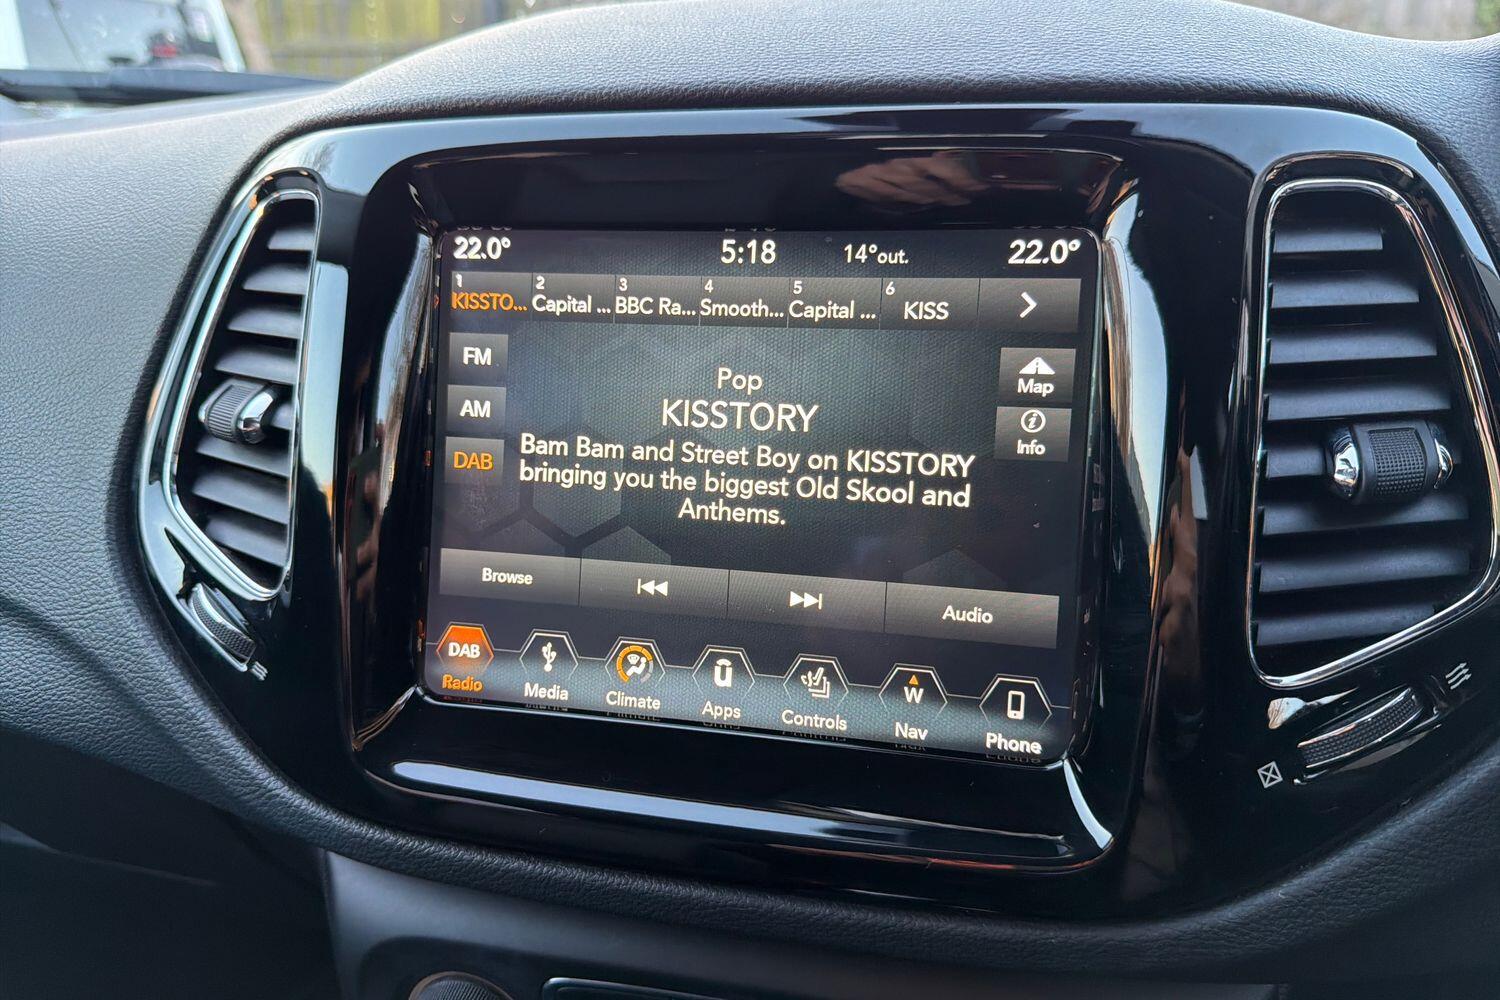 22.0° 5:18 14°out. 22.0°
1 2 3 4 5 6
KISSTO... Capital ... BBC Ra... Smooth... Capital ... KISS
FM
AM
DAB
Pop
KISSTORY
Bam Bam and Street Boy on KISSTORY
bringing you the biggest Old Skool and
Anthems.
Map
Info
Browse Audio
DAB W
Radio Media Climate Apps Controls Nav Phone